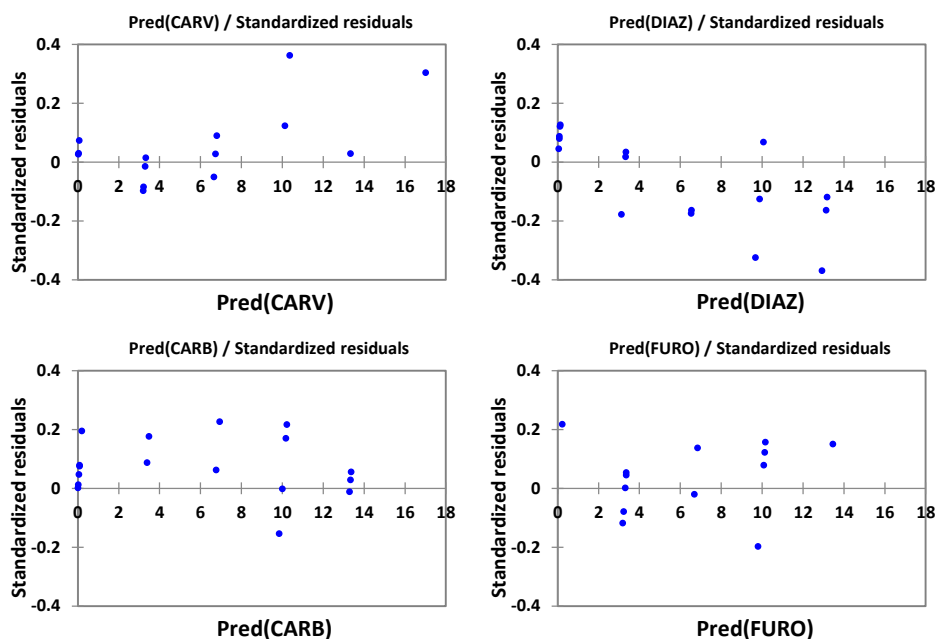 Pred(CARV) / Standardized residuals
0.4
0.2
0
-0.2
-0.4
0 2 4 6 8 10 12 14 16 18
Standardized residuals
Pred(CARV)
Pred(DIAZ) / Standardized residuals
0.4
0.2
0
-0.2
-0.4
0 2 4 6 8 10 12 14 16 18
Standardized residuals
Pred(DIAZ)
Pred(CARB) / Standardized residuals
0.4
0.2
0
-0.2
-0.4
0 2 4 6 8 10 12 14 16 18
Standardized residuals
Pred(CARB)
Pred(FURO) / Standardized residuals
0.4
0.2
0
-0.2
-0.4
0 2 4 6 8 10 12 14 16 18
Standardized residuals
Pred(FURO)